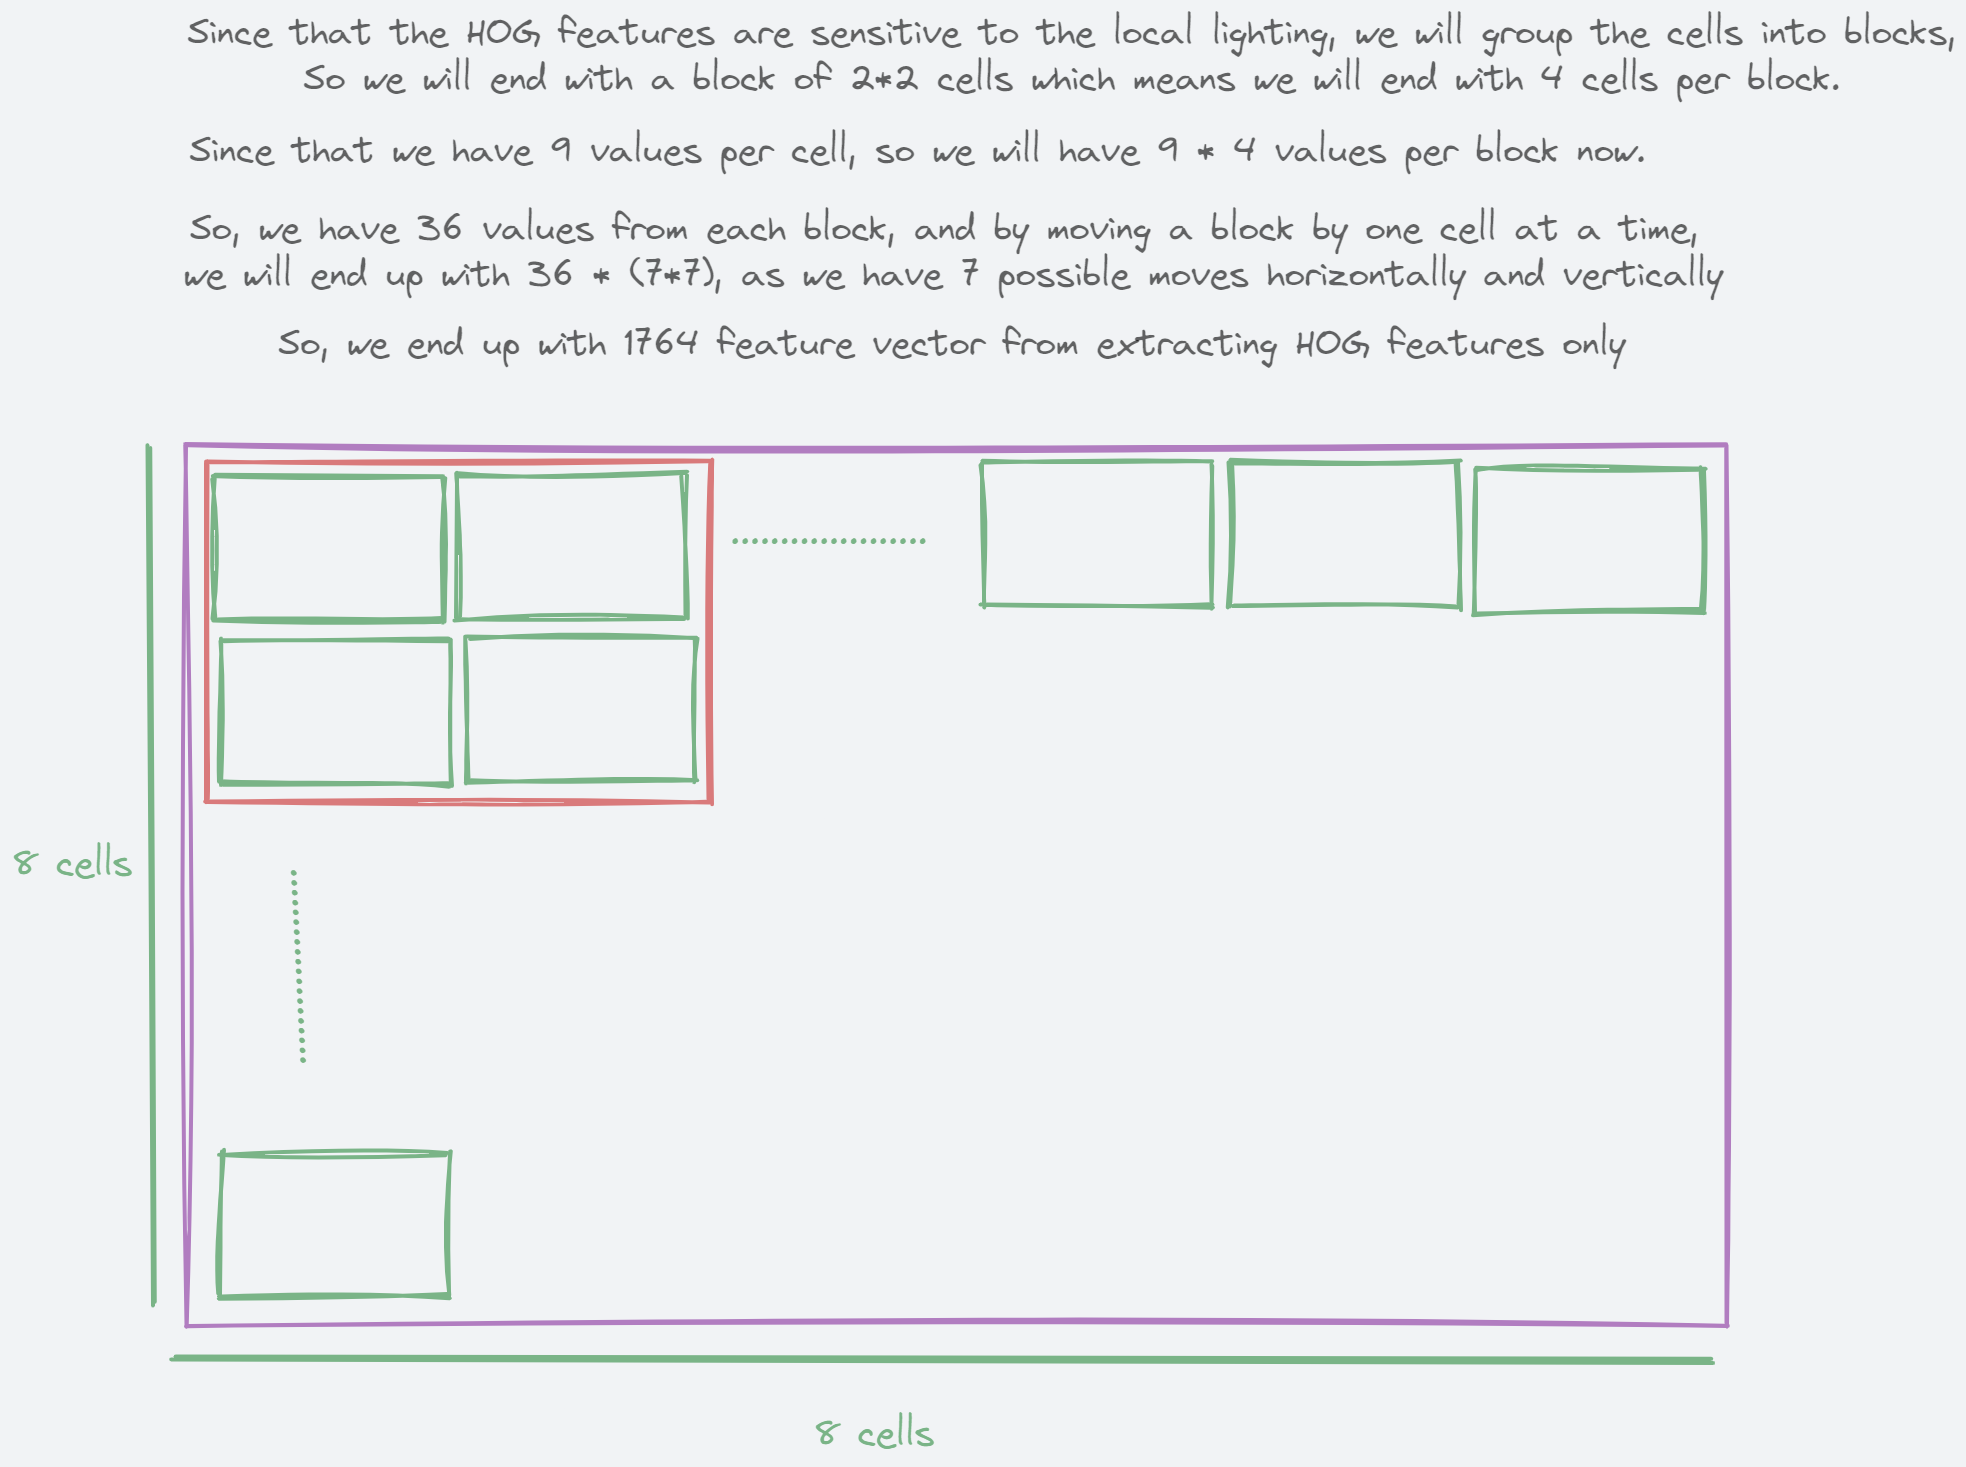 Since that the HOG features are sensitive to the local lighting, we will group the cells into blocks,
So we will end with a block of 2*2 cells which means we will end with 4 cells per block.
Since that we have 9 values per cell, so we will have 9 * 4 values per block now.
So, we have 36 values from each block, and by moving a block by one cell at a time,
we will end up with 36 * (7*7), as we have 7 possible moves horizontally and vertically
So, we end up with 1764 feature vector from extracting HOG features only
8 cells
8 cells